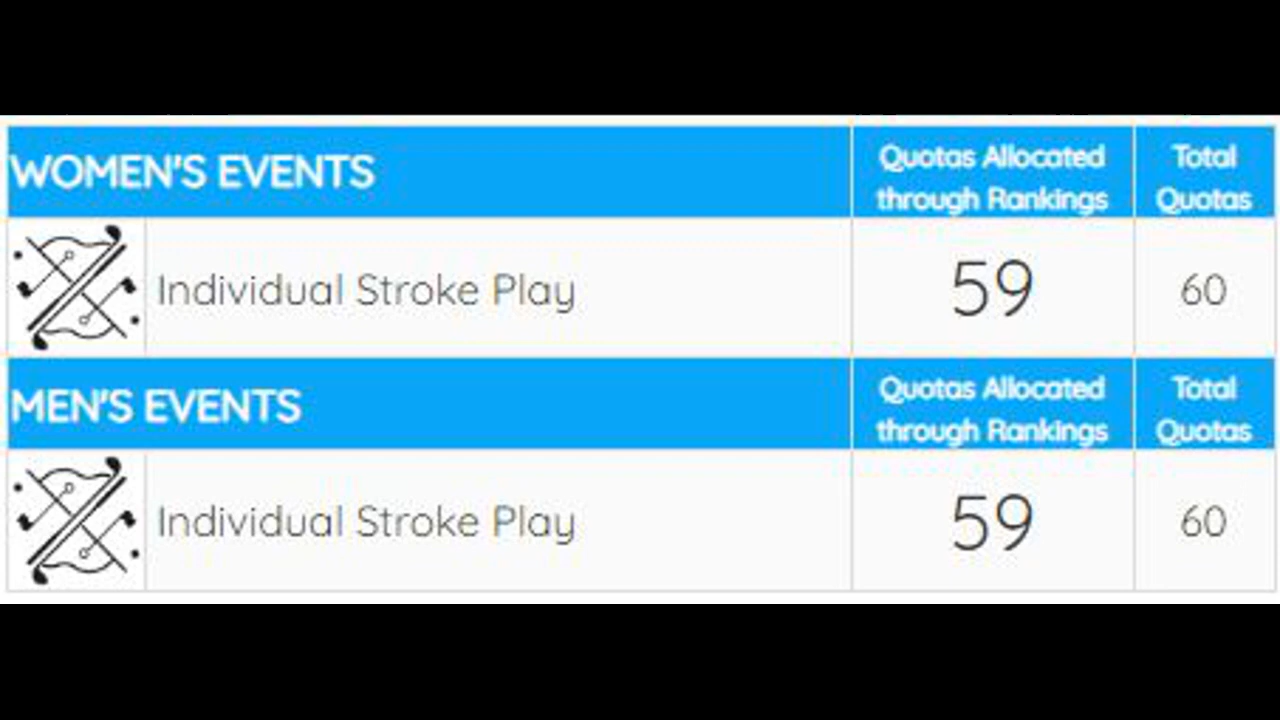 WOMEN'S EVENTS
Quotas Allocated
through Rankings
Total
Quotas
Individual Stroke Play
59
60
MEN'S EVENTS
Quotas Allocated
through Rankings
Total
Quotas
Individual Stroke Play
59
60